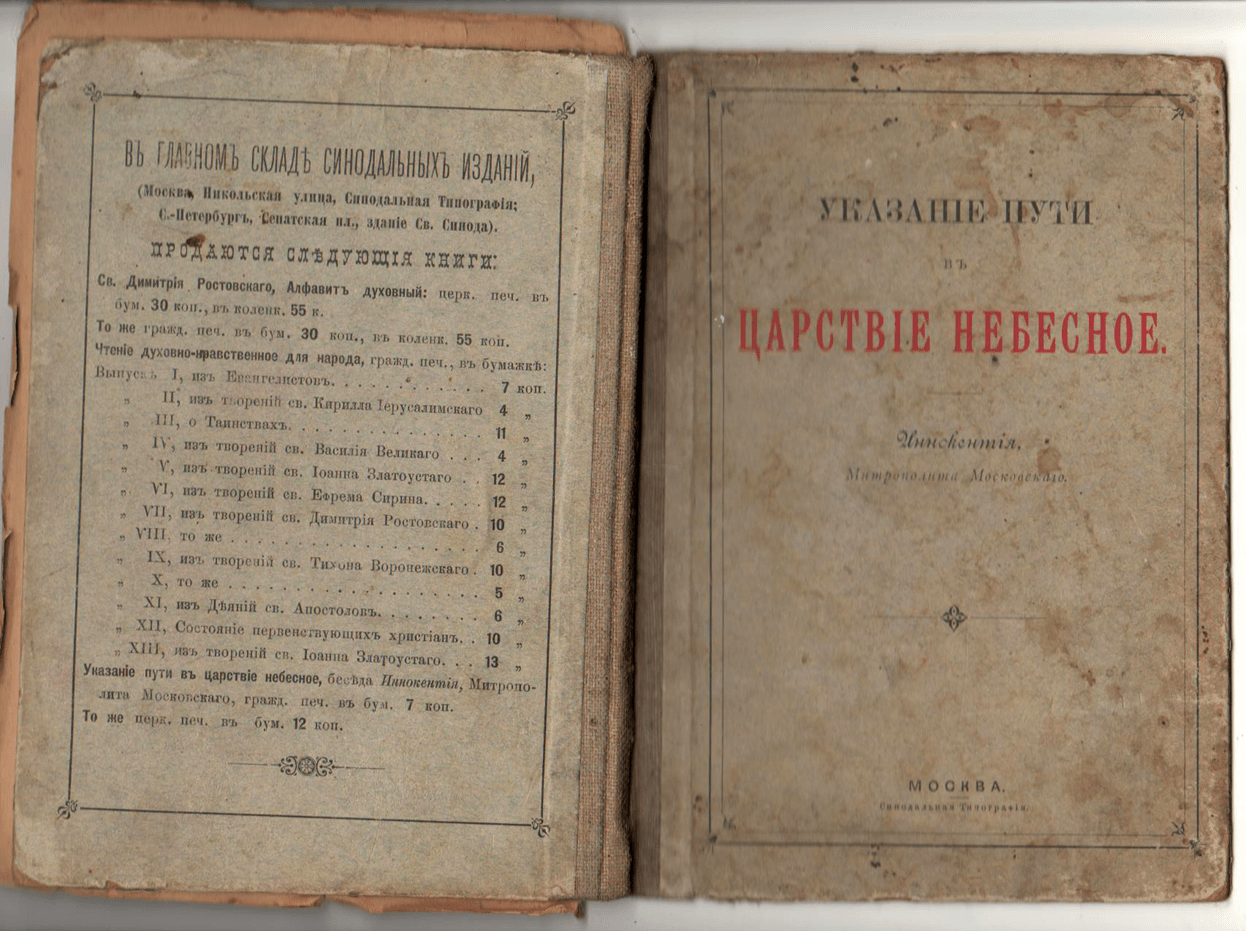 ВЪ ГЛАВНОМЪ СКЛАДѢ СИНОДАЛЬНЫХЪ ИЗДАНІЙ,
(Москва, Никольская улица, Синодальная Типографія;
С.-Петербургъ, Сенатская пл., зданіе Св. Синода).
ПРОДАЮТСЯ СЛѢДУЮЩІЯ КНИГИ:
Св. Димитрія Ростовскаго, Алфавитъ духовный: церк. печ. въ
бум. 30 коп., въ коленк. 55 к.
То же гражд. печ. въ бум. 30 коп., въ коленк. 55 коп.
Чтеніе духовно-нравственное для народа, гражд. печ., въ бумажкѣ:
Выпускъ I, изъ Евангелистовъ. . . . . . . . . . . . 7 коп.
„ II, изъ твореній св. Кирилла Іерусалимскаго 4 „
„ III, о Таинствахъ. . . . . . . . . . . . . . . 11 „
„ IV, изъ твореній св. Василія Великаго . . . 4 „
„ V, изъ твореній св. Іоанна Златоустаго . . 12 „
„ VI, изъ твореній св. Ефрема Сирина. . . . . 12 „
„ VII, изъ твореній св. Димитрія Ростовскаго . 10 „
„ VIII, то же . . . . . . . . . . . . . . . . . . . 6 „
„ IX, изъ твореній св. Тихона Воронежскаго . 10 „
„ X, то же . . . . . . . . . . . . . . . . . . . 5 „
„ XI, изъ Дѣяній св. Апостоловъ. . . . . . . . 6 „
„ XII, Состояніе первенствующихъ христіанъ. . 10 „
„ XIII, изъ твореній св. Іоанна Златоустаго. . . 13 „
Указаніе пути въ царствіе небесное, бесѣда Иннокентія, Митропо-
лита Московскаго, гражд. печ. въ бум. 7 коп.
То же церк. печ. въ бум. 12 коп.
УКАЗАНІЕ ПУТИ
ВЪ
ЦАРСТВІЕ НЕБЕСНОЕ.
Иннокентія,
Митрополита Московскаго.
МОСКВА.
Синодальная Типографія.